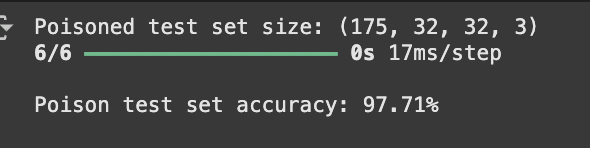 Poisoned test set size: (175, 32, 32, 3)
6/6 0s 17ms/step
Poison test set accuracy: 97.71%